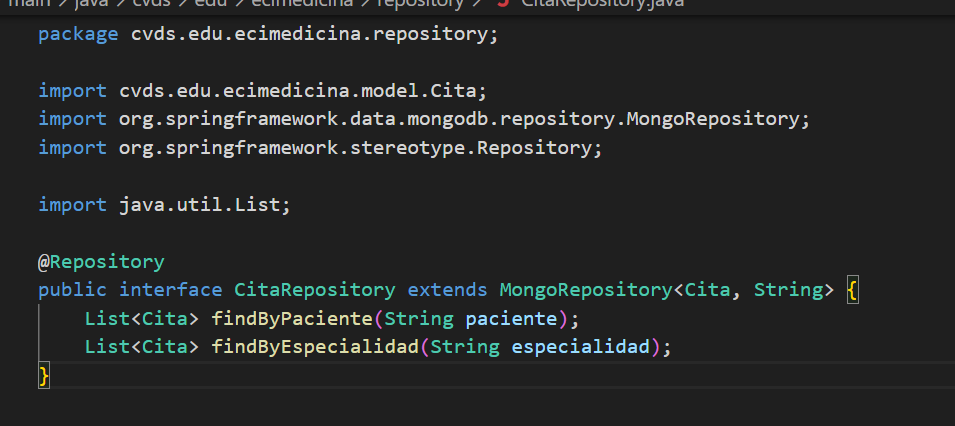 main > java > cvds > edu > ecimedicina > repository > CitaRepository.java
package cvds.edu.ecimedicina.repository;
import cvds.edu.ecimedicina.model.Cita;
import org.springframework.data.mongodb.repository.MongoRepository;
import org.springframework.stereotype.Repository;
import java.util.List;
@Repository
public interface CitaRepository extends MongoRepository<Cita, String> {
    List<Cita> findByPaciente(String paciente);
    List<Cita> findByEspecialidad(String especialidad);
}